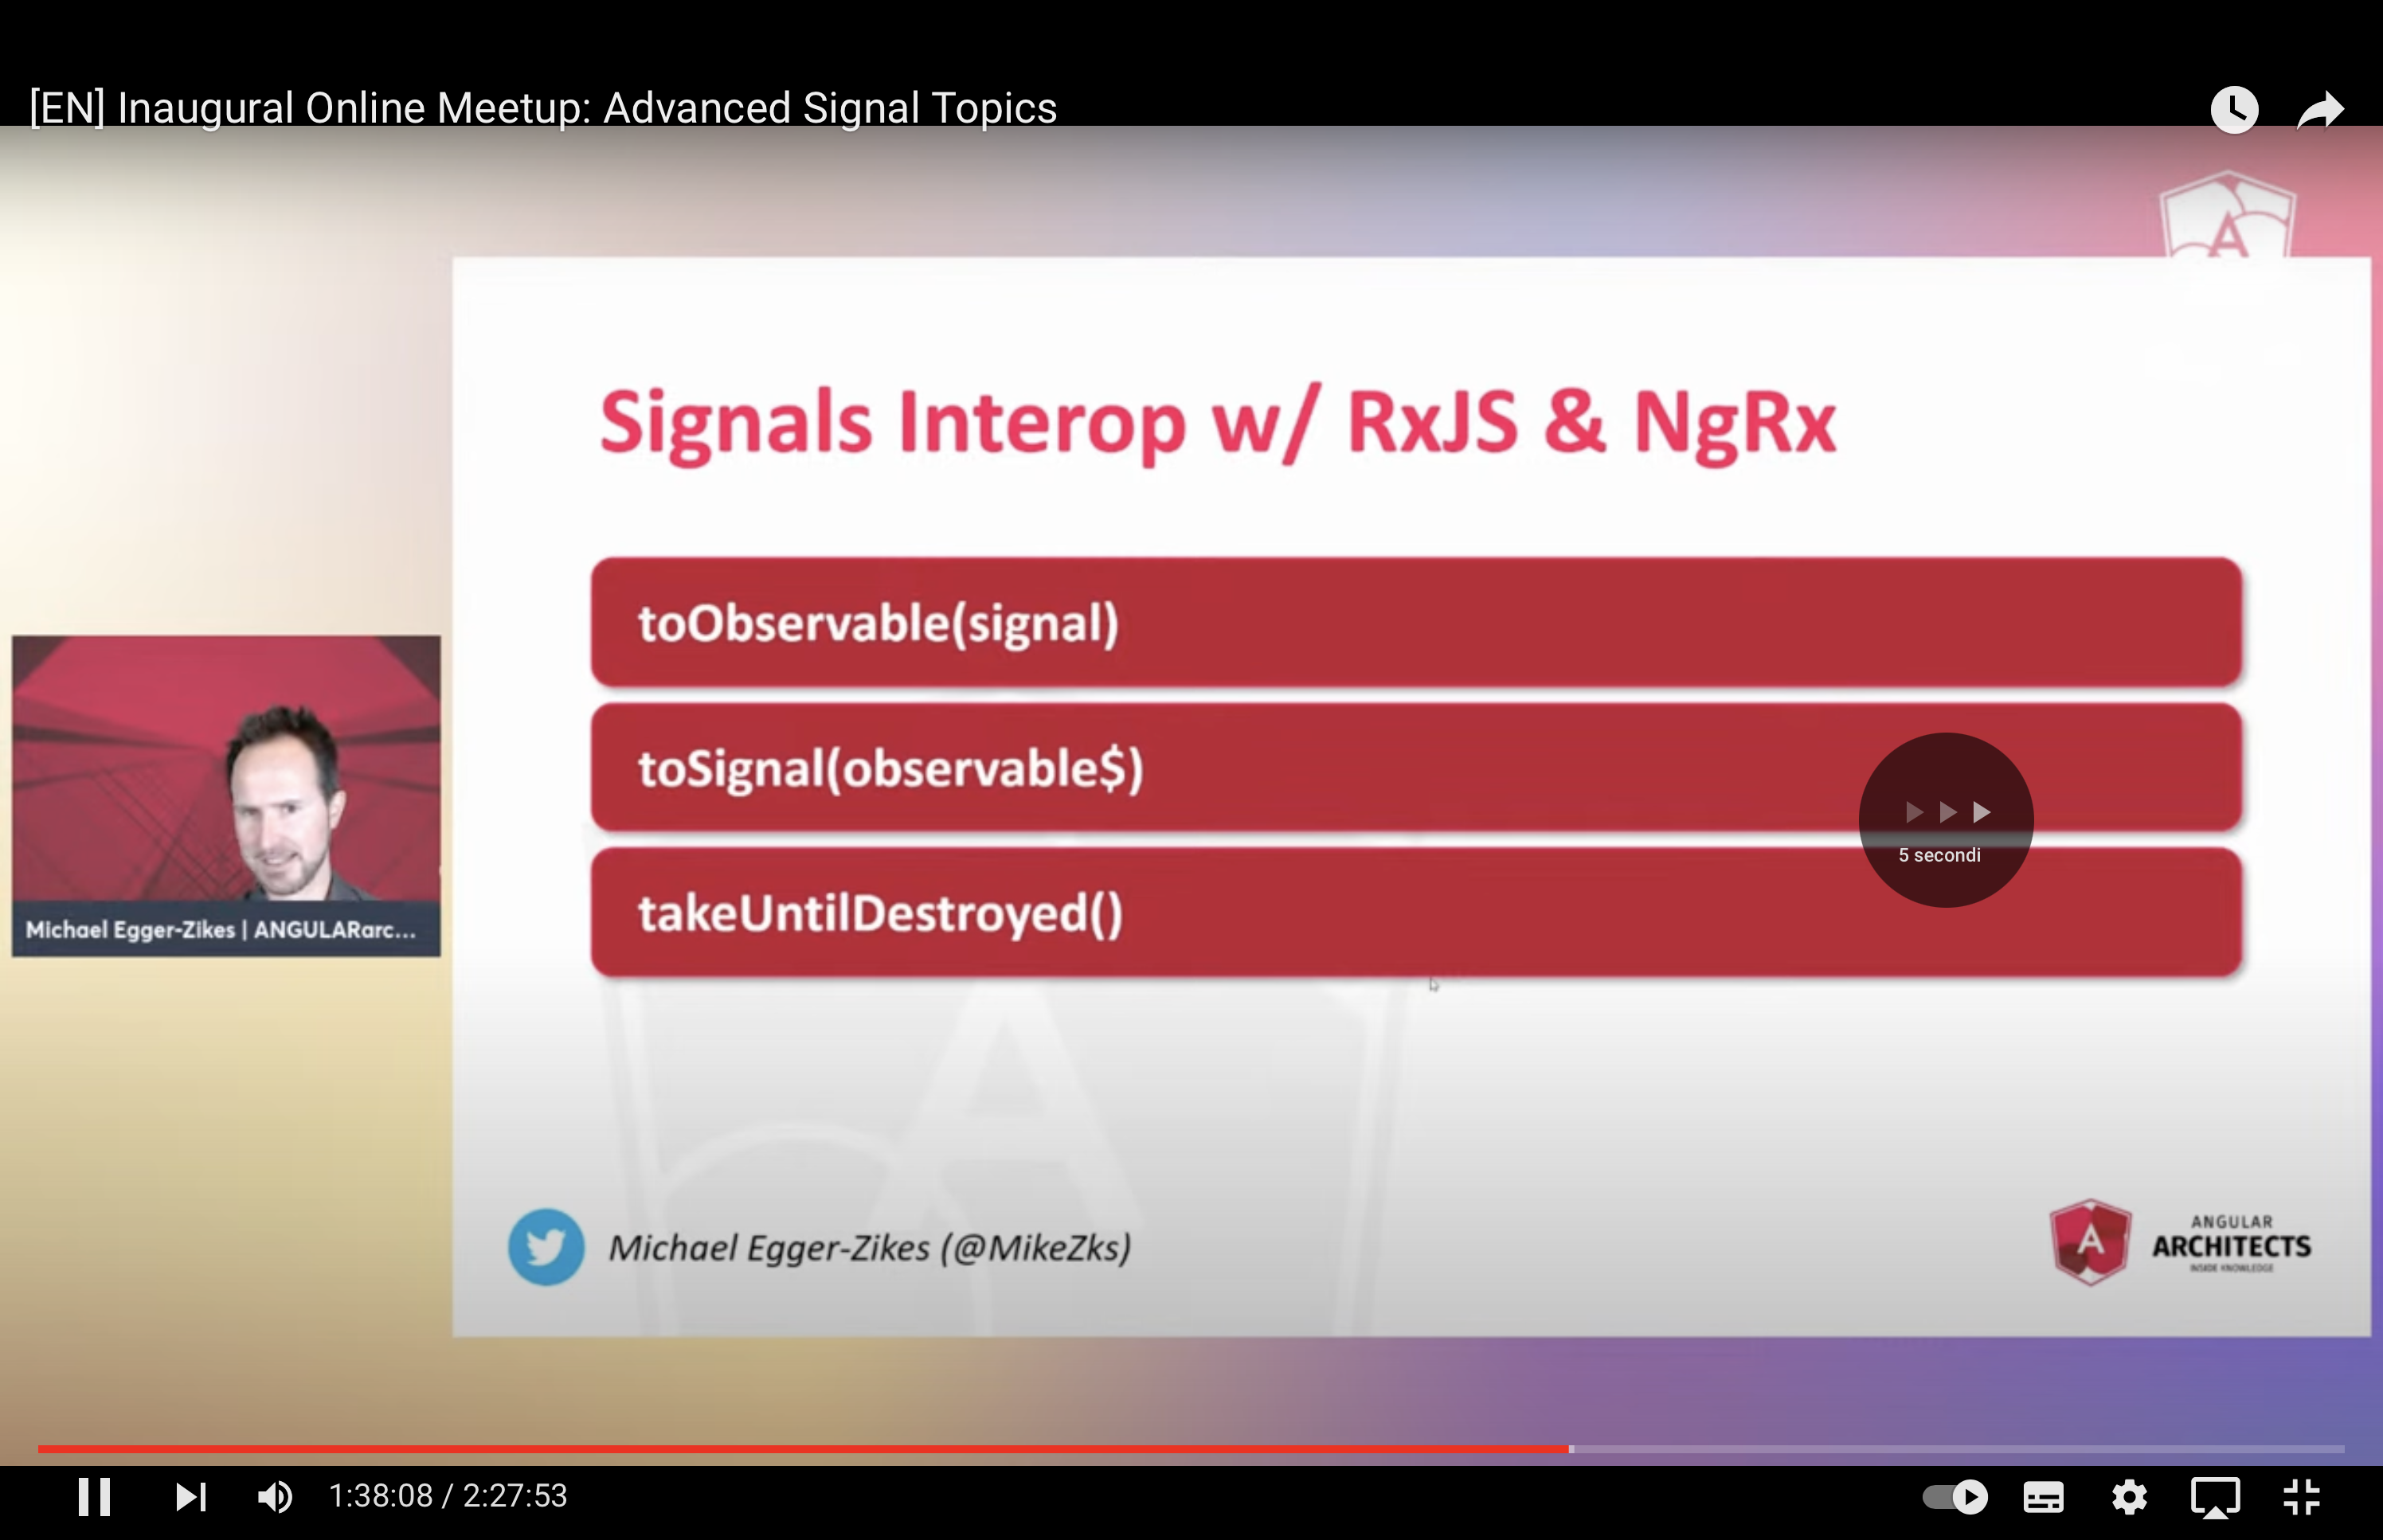 [EN] Inaugural Online Meetup: Advanced Signal Topics
A
Signals Interop w/ RxJS & NgRx
toObservable(signal)
toSignal(observable$)
5 secondi
takeUntilDestroyed()
Michael Egger-Zikes | ANGULARarc...
Michael Egger-Zikes (@MikeZks)
A
ANGULAR
ARCHITECTS
INSIDE KNOWLEDGE
1:38:08 / 2:27:53